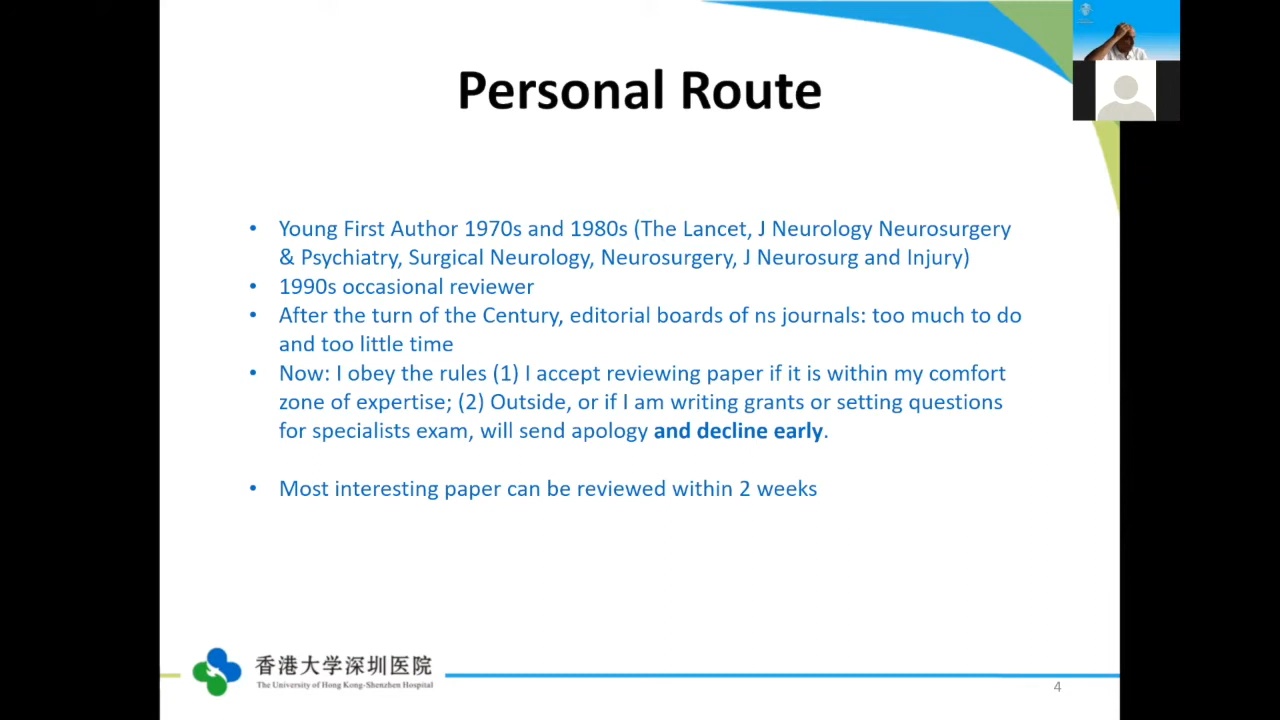 Personal Route
• Young First Author 1970s and 1980s (The Lancet, J Neurology Neurosurgery
& Psychiatry, Surgical Neurology, Neurosurgery, J Neurosurg and Injury)
• 1990s occasional reviewer
• After the turn of the Century, editorial boards of ns journals: too much to do
and too little time
• Now: I obey the rules (1) I accept reviewing paper if it is within my comfort
zone of expertise; (2) Outside, or if I am writing grants or setting questions
for specialists exam, will send apology and decline early.
• Most interesting paper can be reviewed within 2 weeks
香港大学深圳医院
The University of Hong Kong-Shenzhen Hospital
4